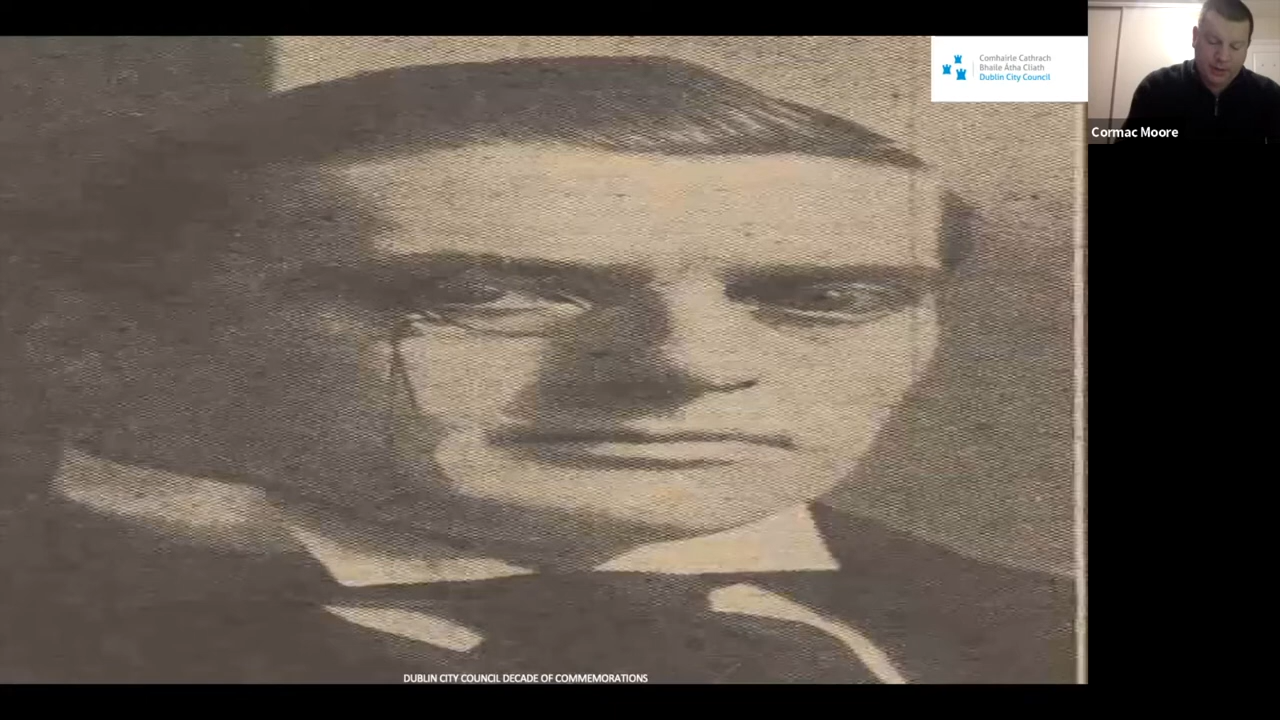 Comhairle Cathrach
Bhaile Átha Cliath
Dublin City Council
Cormac Moore
DUBLIN CITY COUNCIL DECADE OF COMMEMORATIONS